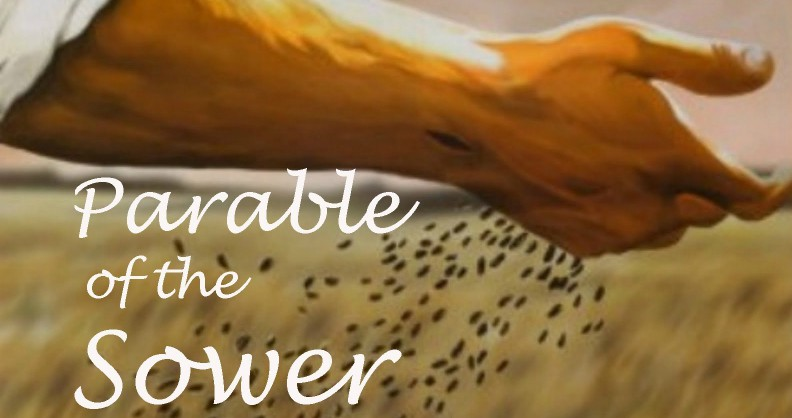 Parable
of the
Sower